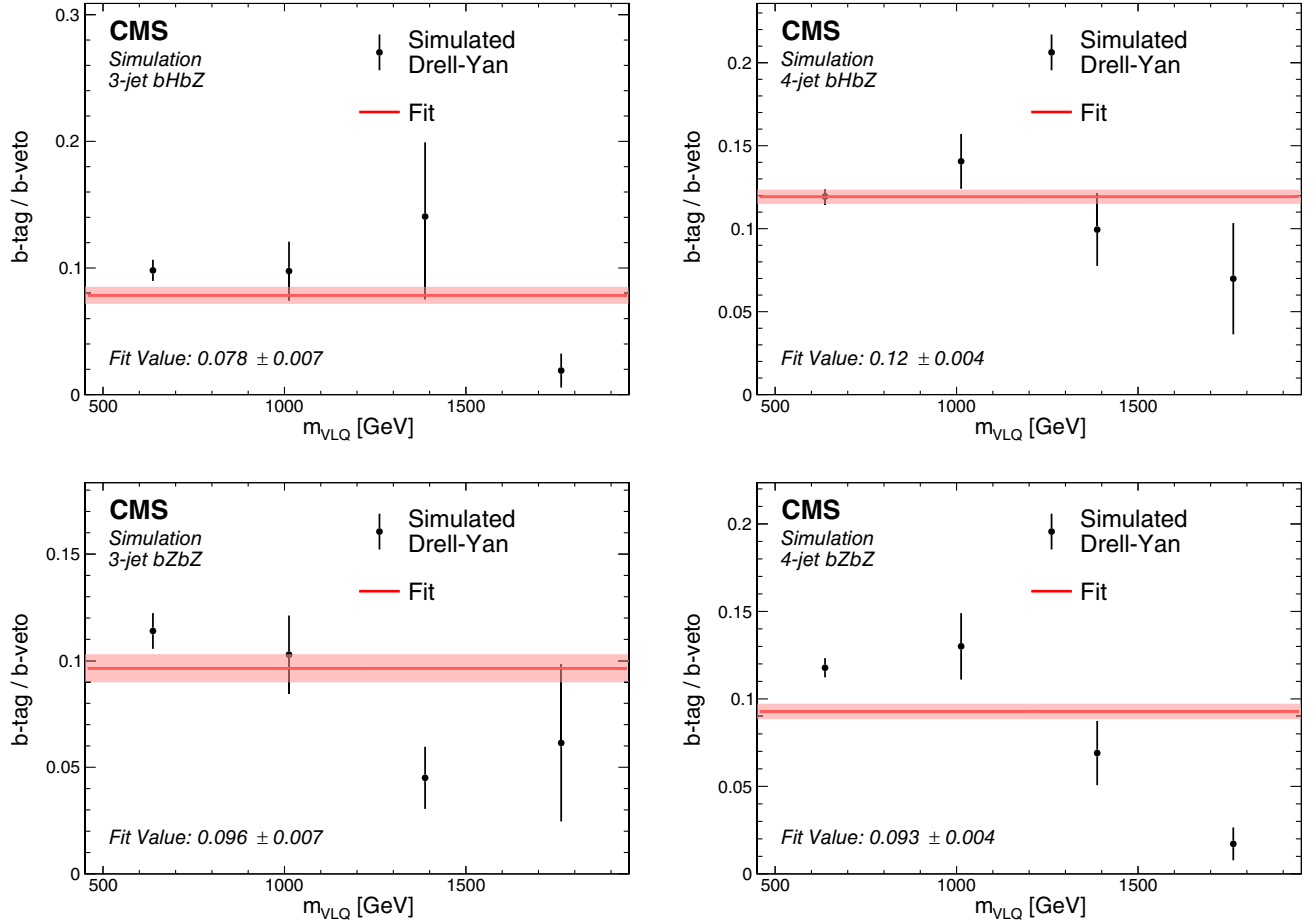 CMS
Simulation
3-jet bHbZ
Simulated
Drell-Yan
Fit
b-tag / b-veto
0.3
0.2
0.1
0
Fit Value: 0.078 ± 0.007
500 1000 1500
m_VLQ [GeV]
CMS
Simulation
4-jet bHbZ
Simulated
Drell-Yan
Fit
b-tag / b-veto
0.2
0.15
0.1
0.05
0
Fit Value: 0.12 ± 0.004
500 1000 1500
m_VLQ [GeV]
CMS
Simulation
3-jet bZbZ
Simulated
Drell-Yan
Fit
b-tag / b-veto
0.15
0.1
0.05
0
Fit Value: 0.096 ± 0.007
500 1000 1500
m_VLQ [GeV]
CMS
Simulation
4-jet bZbZ
Simulated
Drell-Yan
Fit
b-tag / b-veto
0.2
0.15
0.1
0.05
0
Fit Value: 0.093 ± 0.004
500 1000 1500
m_VLQ [GeV]